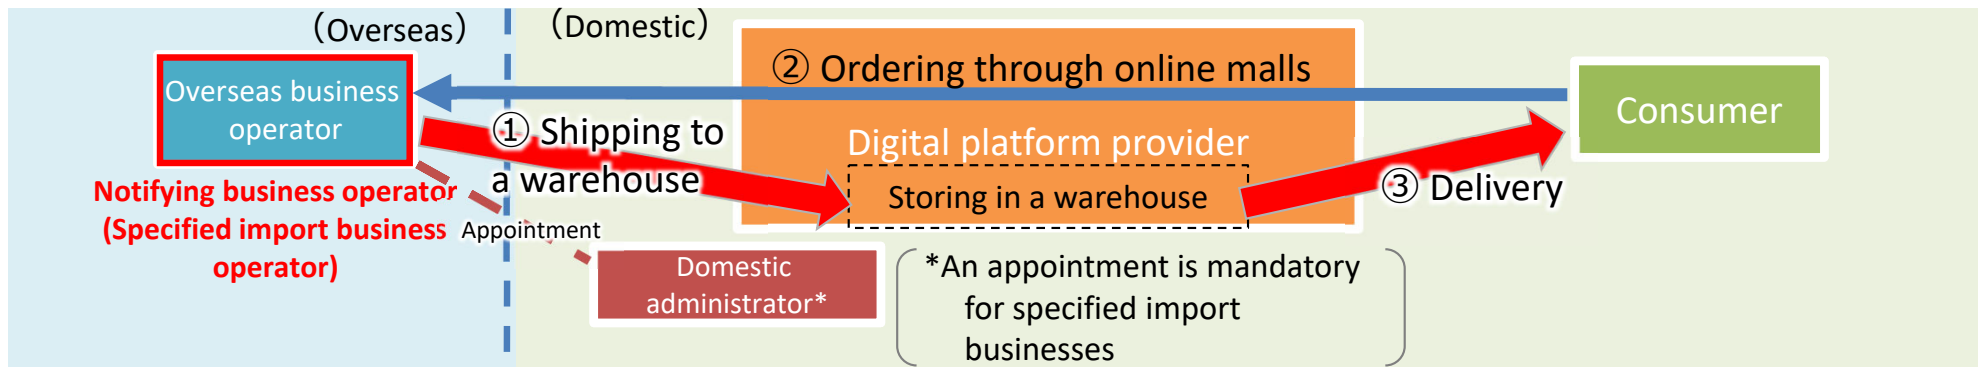 （Overseas）
（Domestic）
② Ordering through online malls
Overseas business
operator
Consumer
① Shipping to
a warehouse
Digital platform provider
Storing in a warehouse
③ Delivery
Notifying business operator
(Specified import business
operator)
Appointment
Domestic
administrator*
*An appointment is mandatory
for specified import
businesses